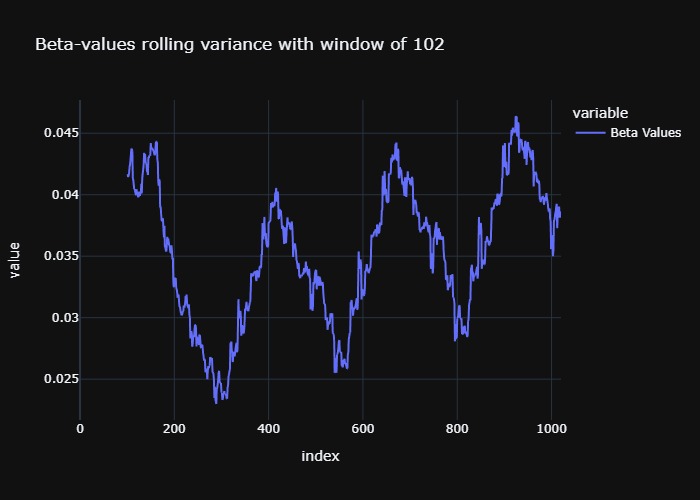 Beta-values rolling variance with window of 102
variable
Beta Values
0.045
0.04
0.035
0.03
0.025
value
0
200
400
600
800
1000
index